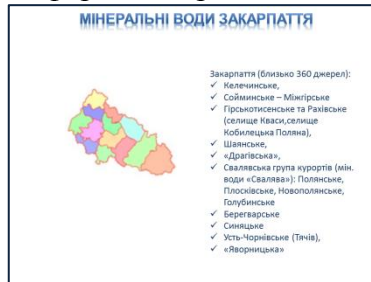 МІНЕРАЛЬНІ ВОДИ ЗАКАРПАТТЯ
Закарпаття (близько 360 джерел):
✓ Келечинське,
✓ Сойминське – Міжгірське
✓ Гірськотисенське та Рахівське
(селище Кваси,селище
Кобилецька Поляна),
✓ Шаянське,
✓ «Драгівська»,
✓ Свалявська група курортів (мін.
води «Свалява»): Полянське,
Плосківське, Новополянське,
Голубинське
✓ Берегварське
✓ Синяцьке
✓ Усть-Чорнівське (Тячів),
✓ «Яворницька»